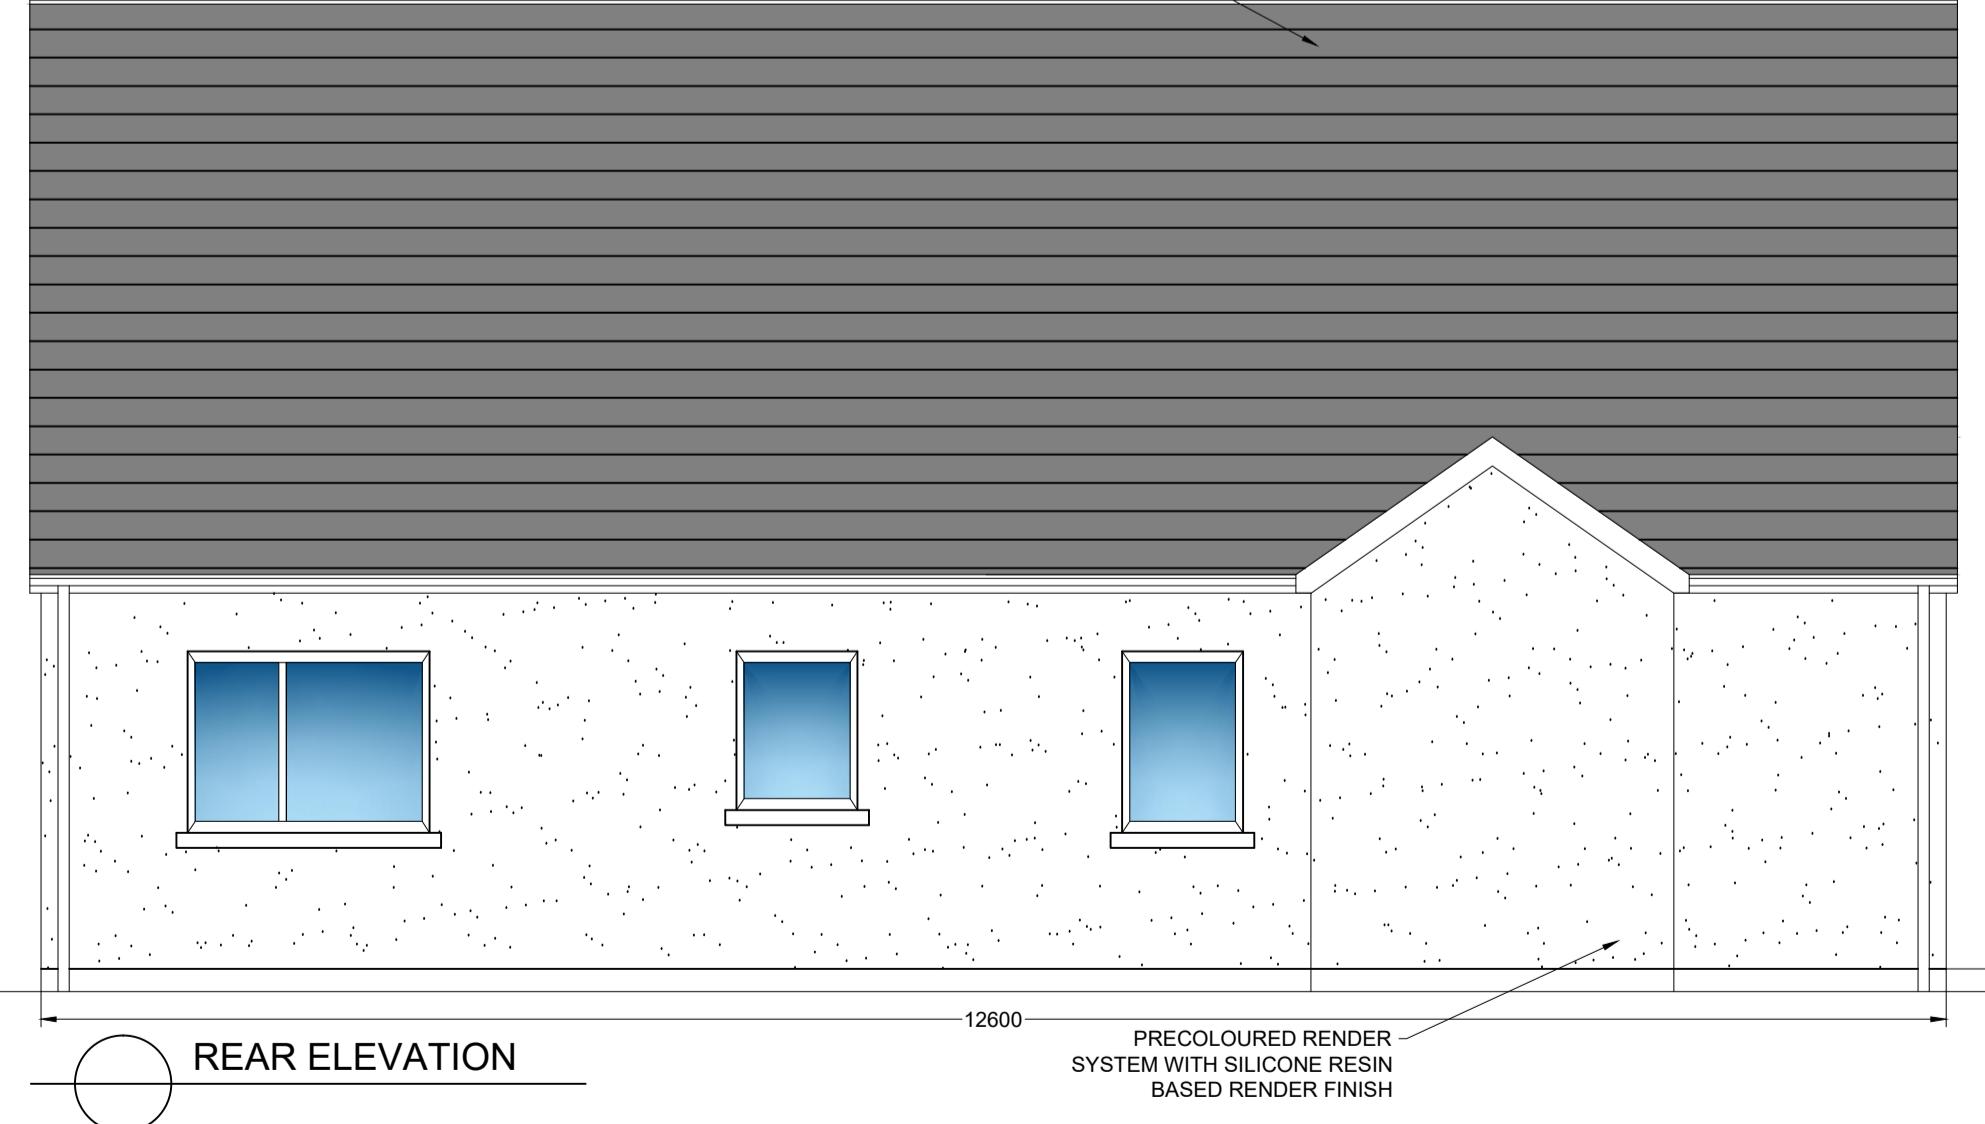 12600
REAR ELEVATION
PRECOLOURED RENDER
SYSTEM WITH SILICONE RESIN
BASED RENDER FINISH